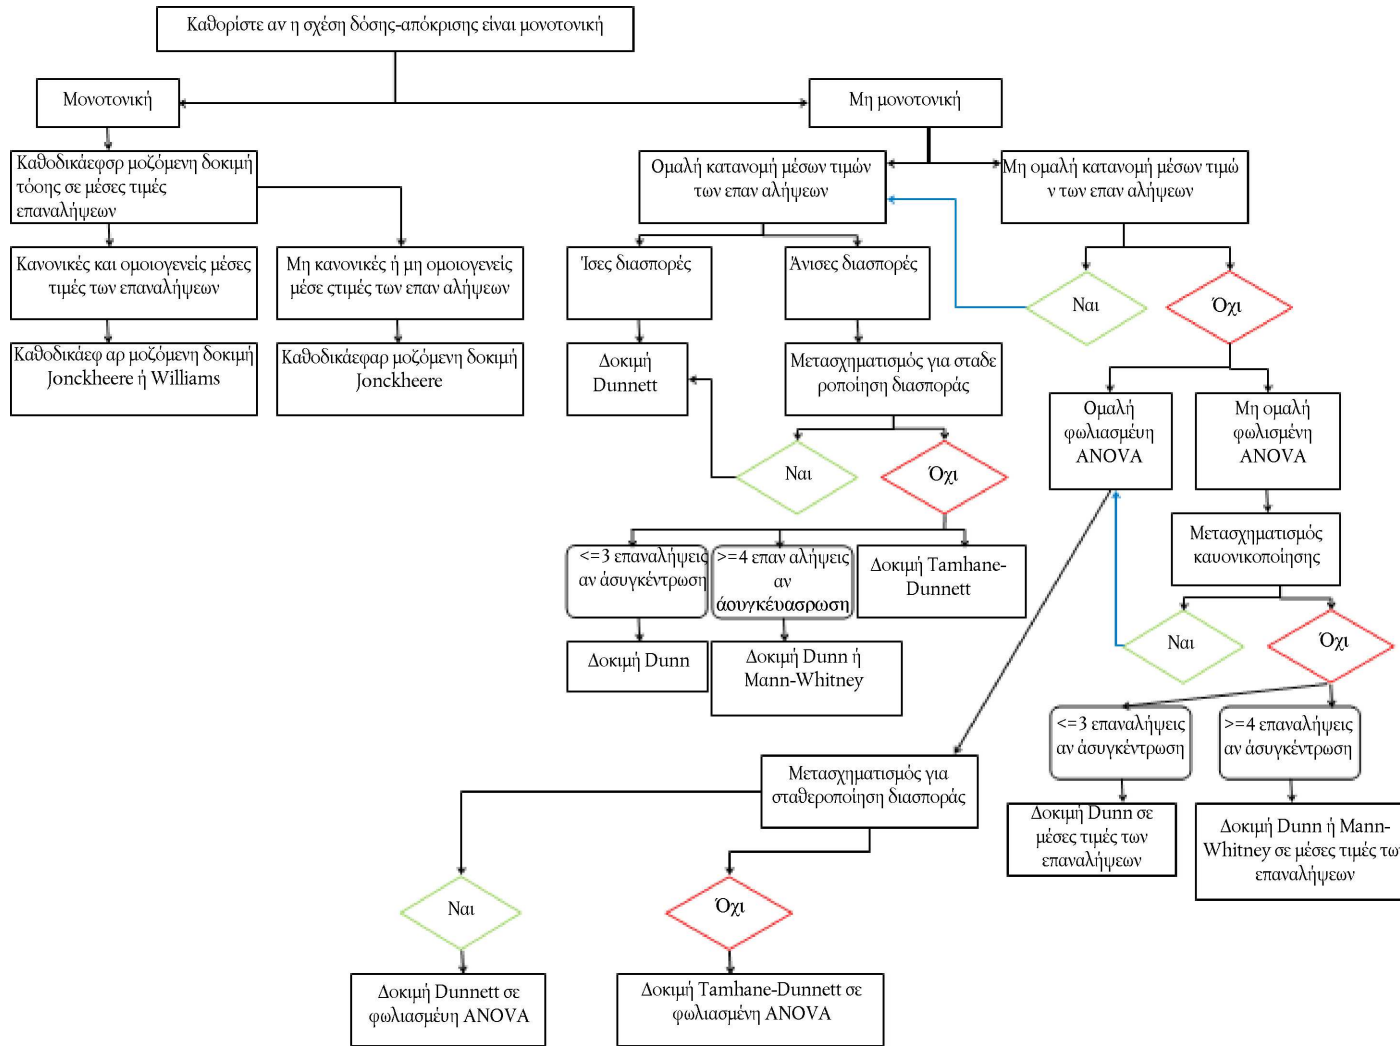 Καθορίστε αν η σχέση δόσης-απόκρισης είναι μονοτονική
Μονοτονική
Μη μονοτονική
Καθοδικάεφσρ μοζόμενη δοκιμή
τόοης σε μέσες τιμές
επαναλήψεων
Ομαλή κατανομή μέσων τιμών
των επαν αλήψεων
Μη ομαλή κατανομή μέσων τιμώ
ν των επαν αλήψεων
Κανονικές και ομοιογενείς μέσες
τιμές των επαναλήψεων
Μη κανονικές ή μη ομοιογενείς
μέσε ςτιμές των επαν αλήψεων
Ίσες διασπορές
Άνισες διασπορές
Ναι
Όχι
Καθοδικάεφ αρ μοζόμενη δοκιμή
Jonckheere ή Williams
Καθοδικάεφαρ μοζόμενη δοκιμή
Jonckheere
Δοκιμή
Dunnett
Μετασχηματισμός για σταδε
ροποίηση διασποράς
Ομαλή
φωλιασμέύη
ANOVA
Μη ομαλή
φωλισμένη
ANOVA
Ναι
Όχι
Μετασχηματισμός
καυονικοποίησης
<=3 επαναλήψεις
αν άσυγκέντρωση
>=4 επαν αλήψεις
αν
άουγκέυασρωση
Δοκιμή Tamhane-
Dunnett
Ναι
Όχι
Δοκιμή Dunn
Δοκιμή Dunn ή
Mann-Whitney
<=3 επαναλήψεις
αν άσυγκέντρωση
>=4 επαναλήψεις
αν άσυγκέντρωση
Μετασχηματισμός για
σταθεροποίηση διασποράς
Δοκιμή Dunn σε
μέσες τιμές των
επαναλήψεων
Δοκιμή Dunn ή Mann-
Whitney σε μέσες τιμές των
επαναλήψεων
Ναι
Όχι
Δοκιμή Dunnett σε
φωλιασμέύη ANOVA
Δοκιμή Tamhane-Dunnett σε
φωλιασμένη ANOVA